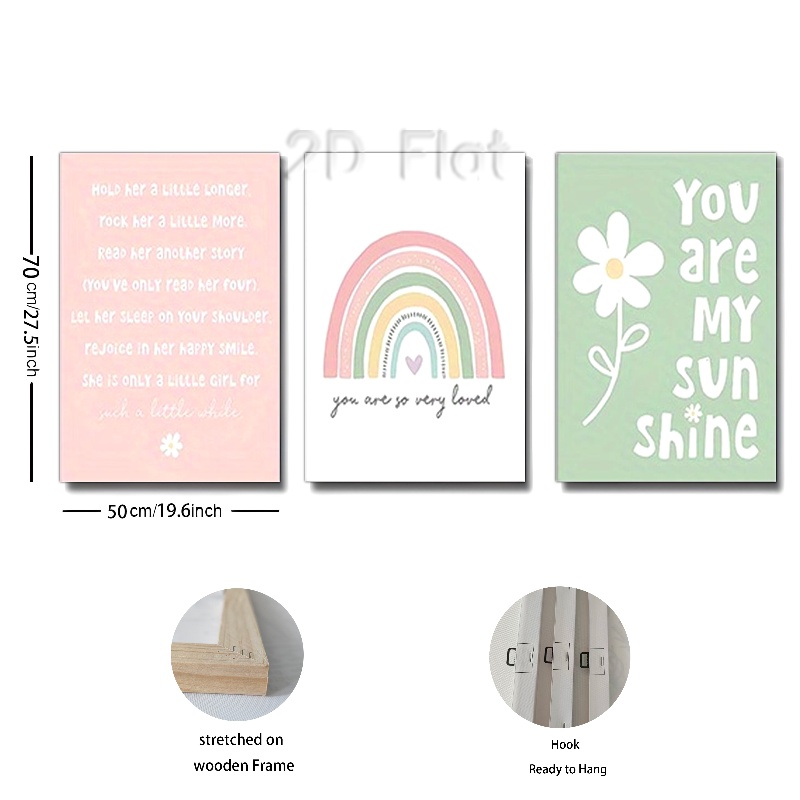 2D Flat
Hold her a little longer,
rock her a little more.
Read her another story
(you've only read her four).
Let her sleep on your shoulder,
rejoice in her happy smile.
She is only a little girl for
such a little while
you are so very loved
YOU
are
MY
sun
shine
70 cm/27.5inch
50 cm/19.6inch
stretched on
wooden Frame
Hook
Ready to Hang